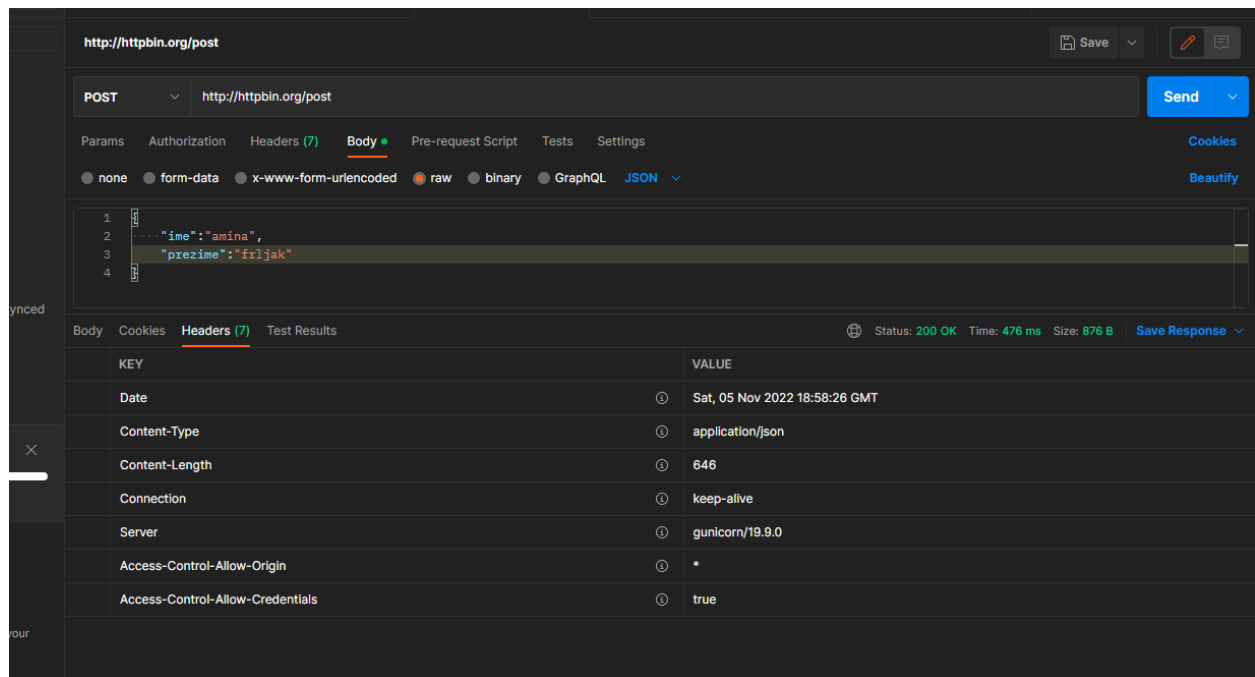 http://httpbin.org/post Save
POST http://httpbin.org/post Send
Params Authorization Headers (7) Body Pre-request Script Tests Settings Cookies
none form-data x-www-form-urlencoded raw binary GraphQL JSON Beautify
1 {
2 "ime":"amina",
3 "prezime":"frljak"
4 }
ynced
Body Cookies Headers (7) Test Results Status: 200 OK Time: 476 ms Size: 876 B Save Response
KEY VALUE
Date Sat, 05 Nov 2022 18:58:26 GMT
Content-Type application/json
Content-Length 646
Connection keep-alive
Server gunicorn/19.9.0
Access-Control-Allow-Origin *
Access-Control-Allow-Credentials true
your